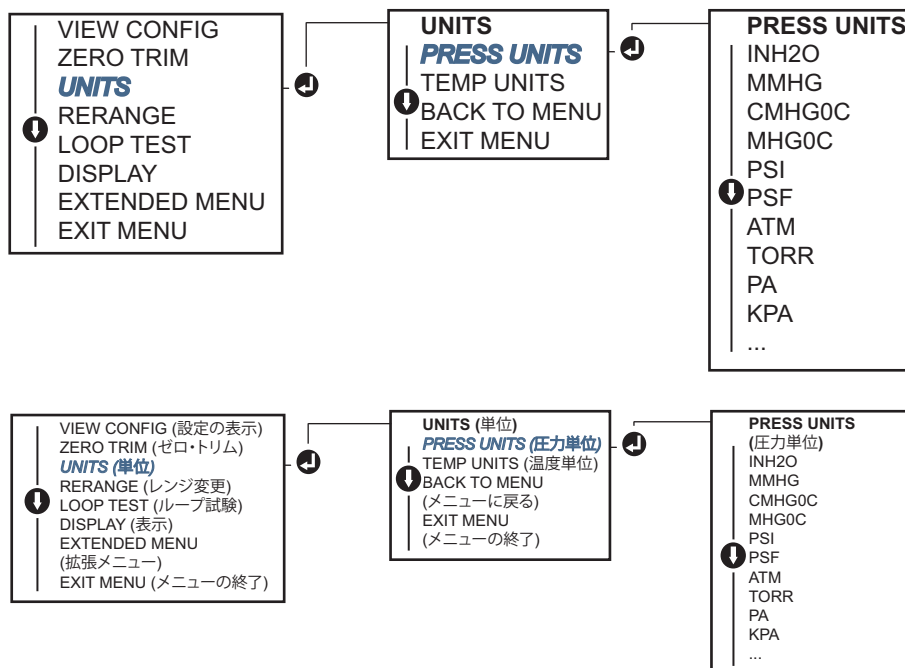 VIEW CONFIG
ZERO TRIM
UNITS
RERANGE
LOOP TEST
DISPLAY
EXTENDED MENU
EXIT MENU
UNITS
PRESS UNITS
TEMP UNITS
BACK TO MENU
EXIT MENU
PRESS UNITS
INH2O
MMHG
CMHG0C
MHG0C
PSI
PSF
ATM
TORR
PA
KPA
...
VIEW CONFIG (設定の表示)
ZERO TRIM (ゼロ・トリム)
UNITS (単位)
RERANGE (レンジ変更)
LOOP TEST (ループ試験)
DISPLAY (表示)
EXTENDED MENU
(拡張メニュー)
EXIT MENU (メニューの終了)
UNITS (単位)
PRESS UNITS (圧力単位)
TEMP UNITS (温度単位)
BACK TO MENU
(メニューに戻る)
EXIT MENU
(メニューの終了)
PRESS UNITS
(圧力単位)
INH2O
MMHG
CMHG0C
MHG0C
PSI
PSF
ATM
TORR
PA
KPA
...